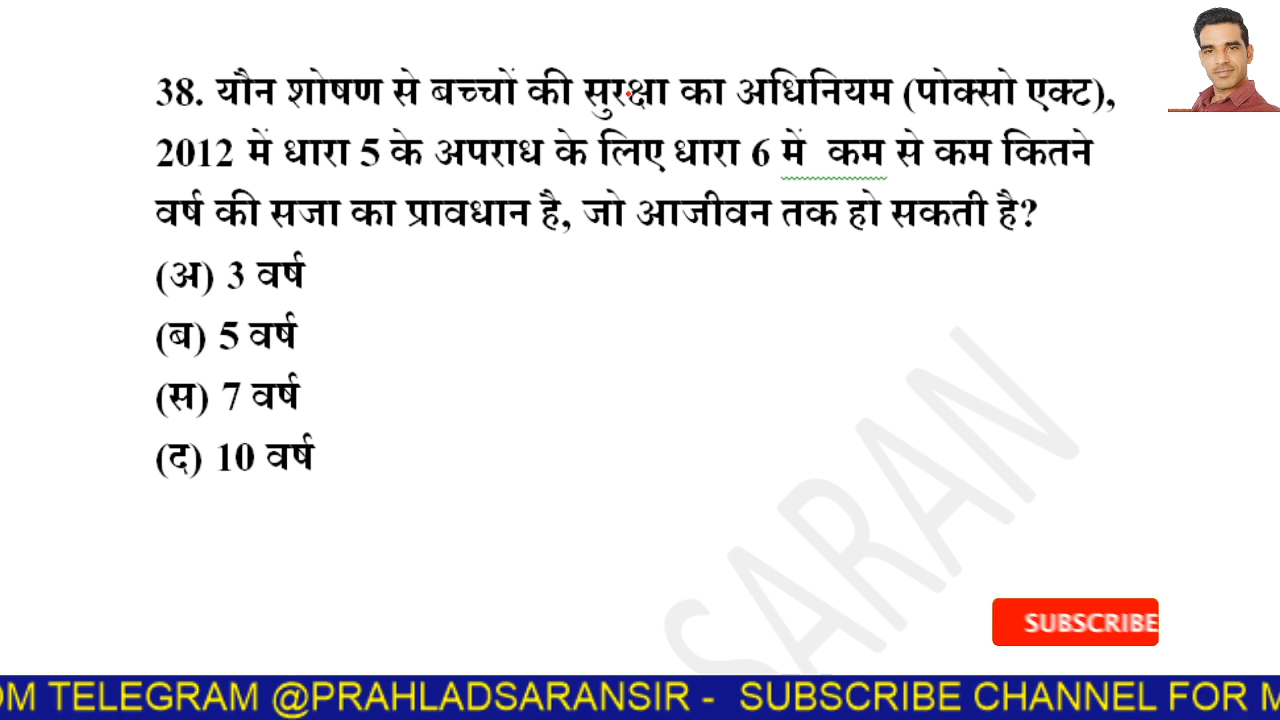 38. यौन शोषण से बच्चों की सुरक्षा का अधिनियम (पोक्सो एक्ट),
2012 में धारा 5 के अपराध के लिए धारा 6 में कम से कम कितने
वर्ष की सजा का प्रावधान है, जो आजीवन तक हो सकती है?
(अ) 3 वर्ष
(ब) 5 वर्ष
(स) 7 वर्ष
(द) 10 वर्ष
SARAN
SUBSCRIBE
OM TELEGRAM @PRAHLADSARANSIR - SUBSCRIBE CHANNEL FOR M